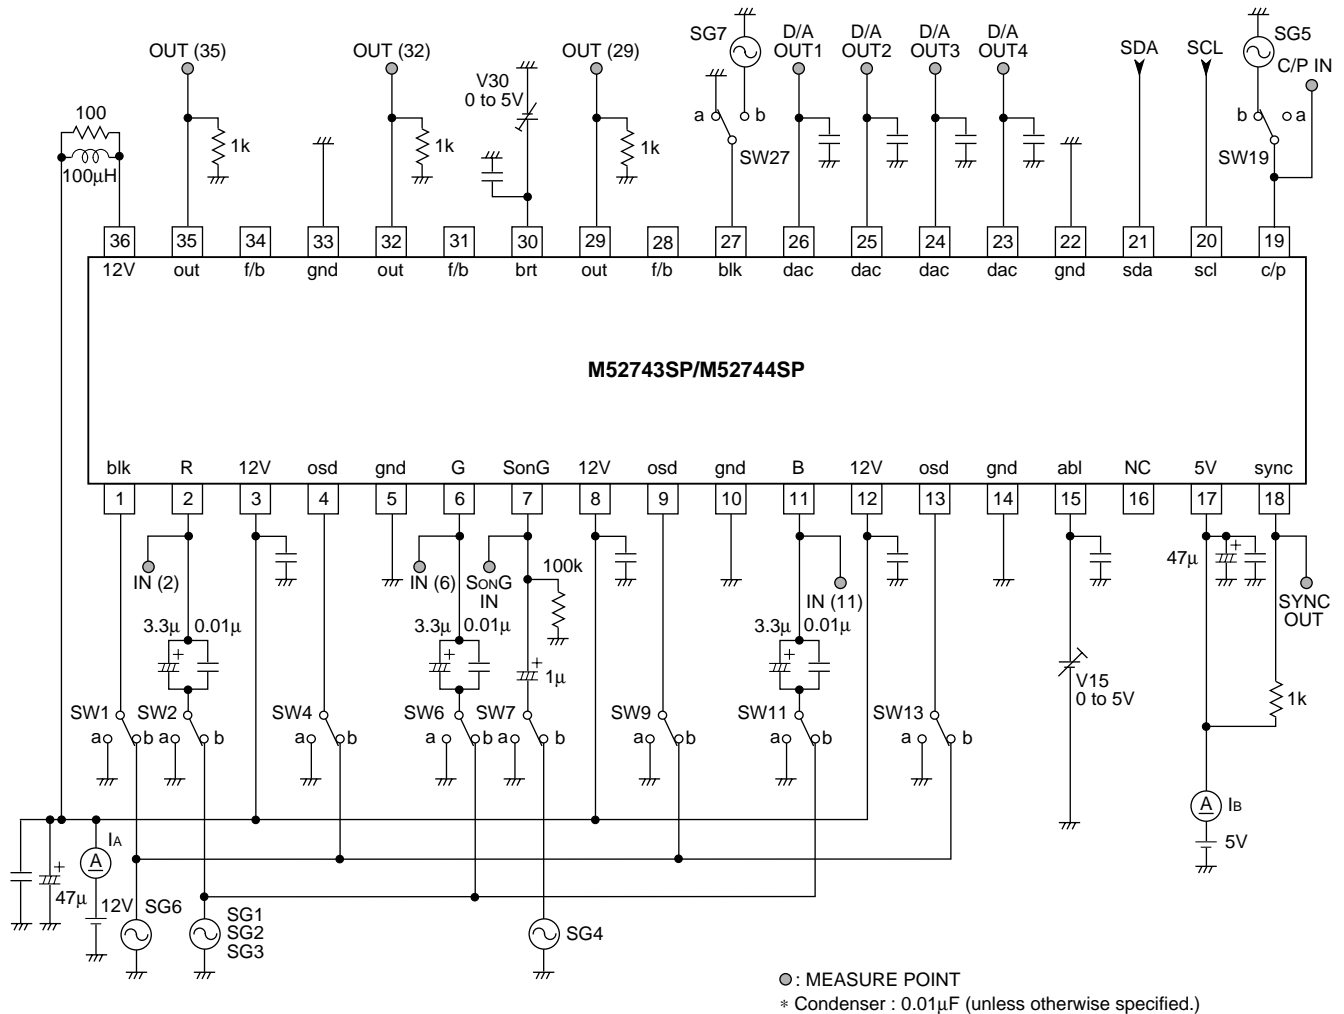 SG7 D/A D/A D/A D/A SG5
OUT (35) OUT (32) OUT (29) OUT1 OUT2 OUT3 OUT4 SDA SCL C/P IN
V30
0 to 5V
100
1k 1k 1k
a b b a
SW27 SW19
100μH
36 35 34 33 32 31 30 29 28 27 26 25 24 23 22 21 20 19
12V out f/b gnd out f/b brt out f/b blk dac dac dac dac gnd sda scl c/p
M52743SP/M52744SP
blk R 12V osd gnd G SonG 12V osd gnd B 12V osd gnd abl NC 5V sync
1 2 3 4 5 6 7 8 9 10 11 12 13 14 15 16 17 18
100k 47μ +
IN (2) IN (6) SONG IN (11) SYNC
IN OUT
3.3μ 0.01μ 3.3μ 0.01μ 3.3μ 0.01μ
+ + + +
1μ V15
0 to 5V
1k
SW1 SW2 SW4 SW6 SW7 SW9 SW11 SW13
a b a b a b a b a b a b a b a b
IA A IB A
+ 5V
47μ 12V SG6 SG1
SG2 SG4
SG3
: MEASURE POINT
* Condenser : 0.01μF (unless otherwise specified.)